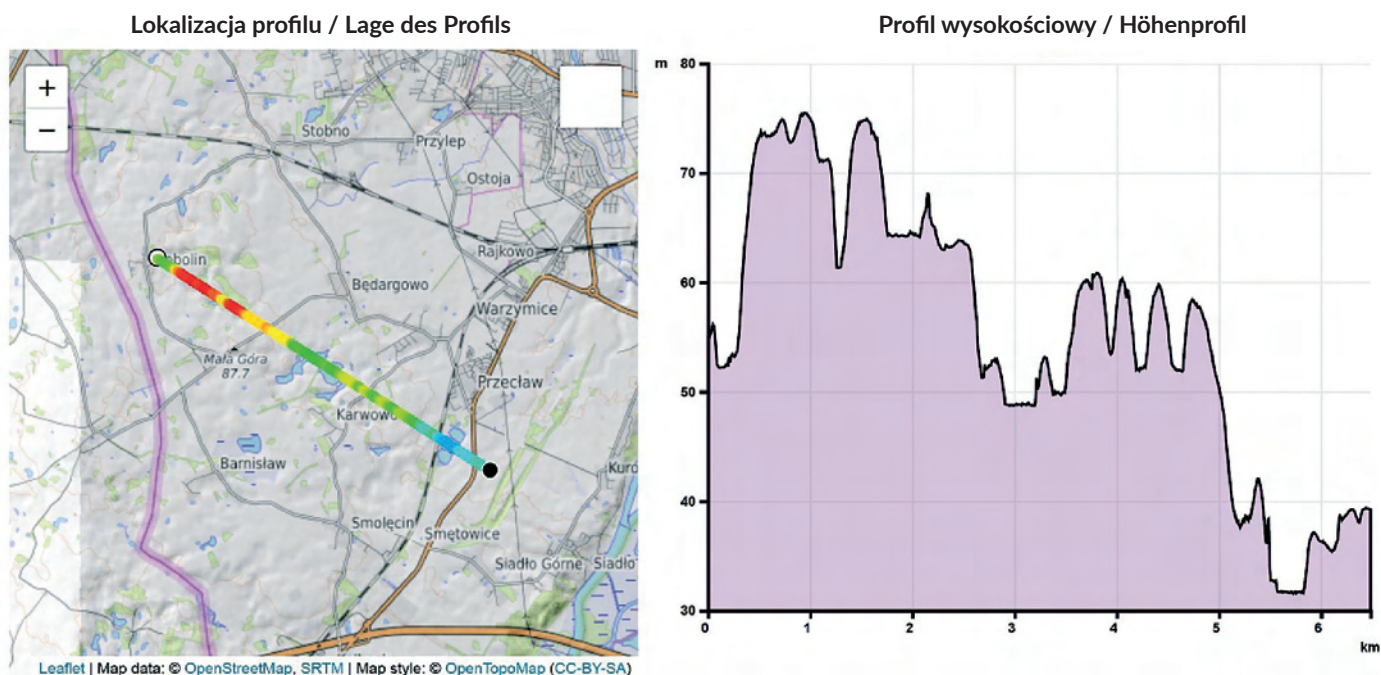 Lokalizacja profilu / Lage des Profils
Profil wysokościowy / Höhenprofil
+
−
Stobno
Przylep
Ostoja
Rajkowo
bolin
Będargowo
Warzymice
Mała Góra
87.7
Przecław
Karwowo
Barnisław
Kuro
Smolęcin
Smętowice
Siadło Górne
Siadło
Leaflet | Map data: © OpenStreetMap, SRTM | Map style: © OpenTopoMap (CC-BY-SA)
m
80
70
60
50
40
30
0 1 2 3 4 5 6
km